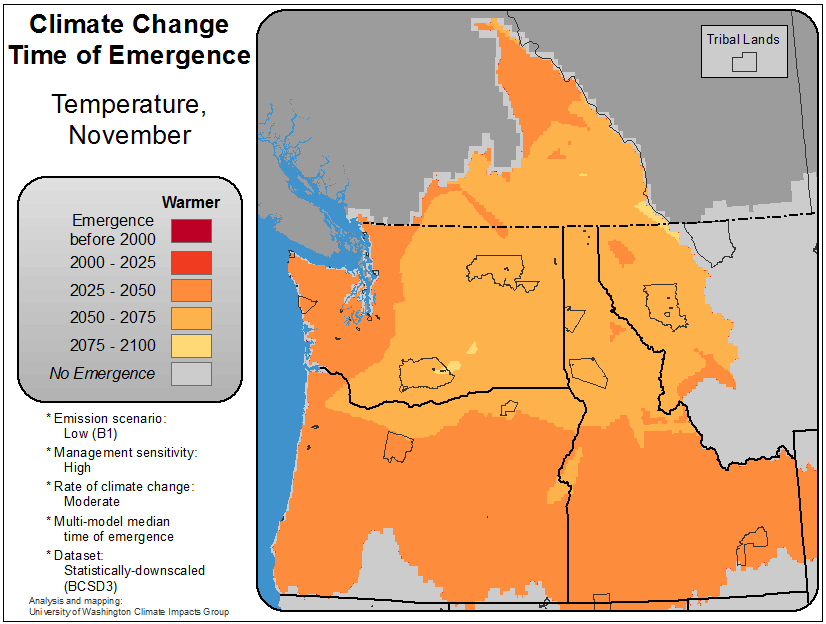 Climate Change
Time of Emergence
Temperature,
November
Warmer
Emergence
before 2000
2000 - 2025
2025 - 2050
2050 - 2075
2075 - 2100
No Emergence
* Emission scenario:
Low (B1)
* Management sensitivity:
High
* Rate of climate change:
Moderate
* Multi-model median
time of emergence
* Dataset:
Statistically-downscaled
(BCSD3)
Analysis and mapping:
University of Washington Climate Impacts Group
Tribal Lands